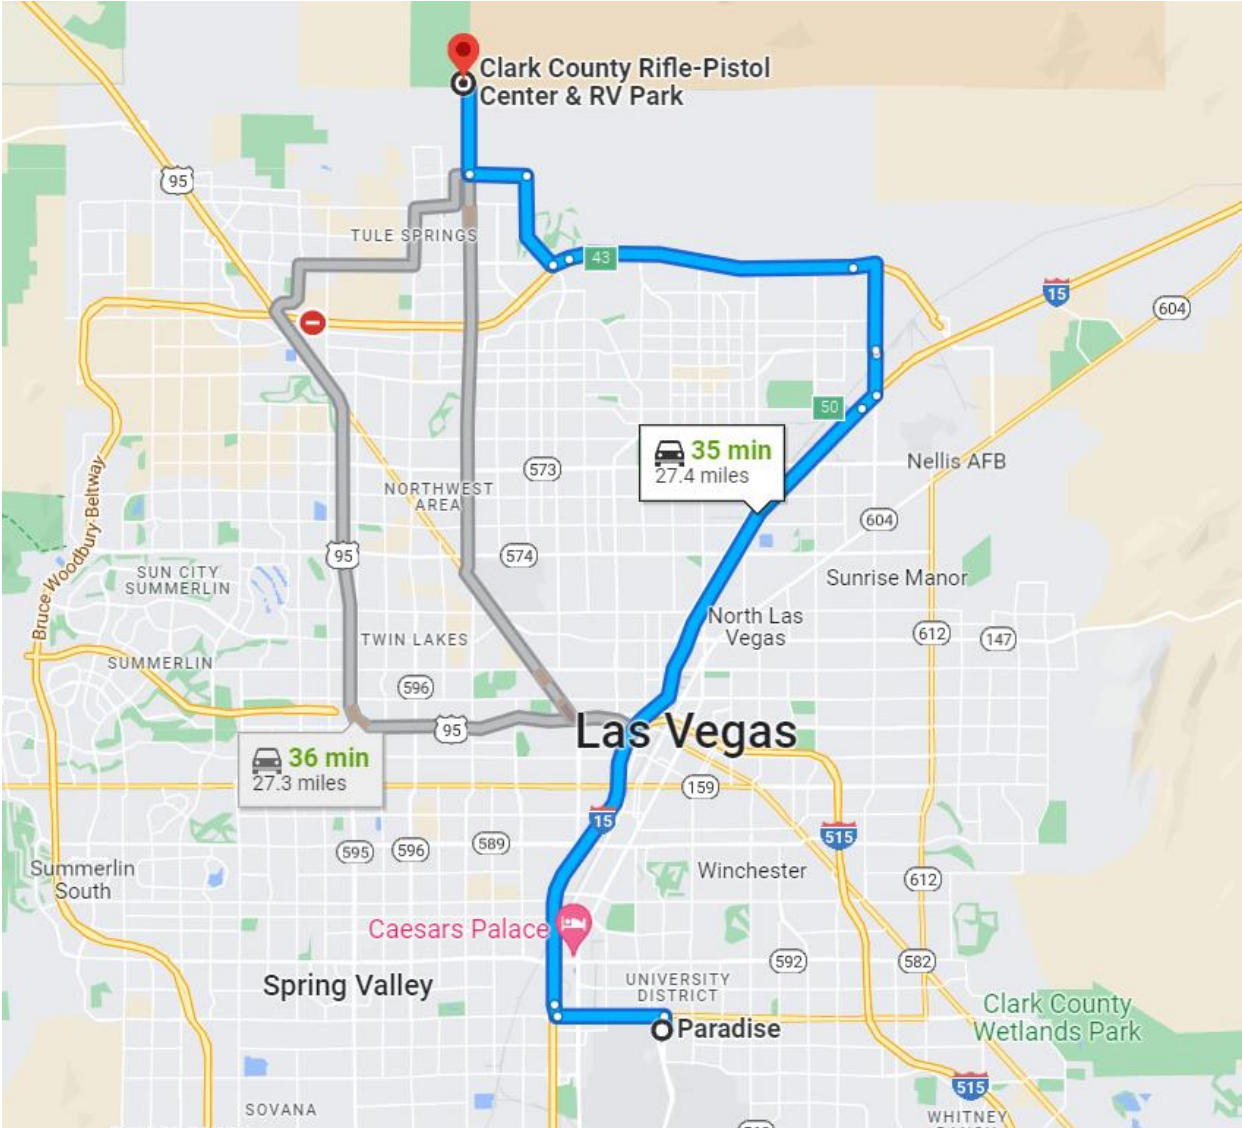 Clark County Rifle-Pistol
Center & RV Park
95
TULE SPRINGS
43
15
604
50
35 min
27.4 miles
Nellis AFB
573
NORTHWEST
AREA
604
Bruce Woodbury Beltway
95
574
SUN CITY
SUMMERLIN
Sunrise Manor
North Las
Vegas
612
147
TWIN LAKES
SUMMERLIN
596
95
Las Vegas
36 min
27.3 miles
159
15
515
595
596
589
Summerlin
South
Winchester
612
Caesars Palace
592
582
Spring Valley
UNIVERSITY
DISTRICT
Clark County
Wetlands Park
Paradise
515
SOVANA
WHITNEY